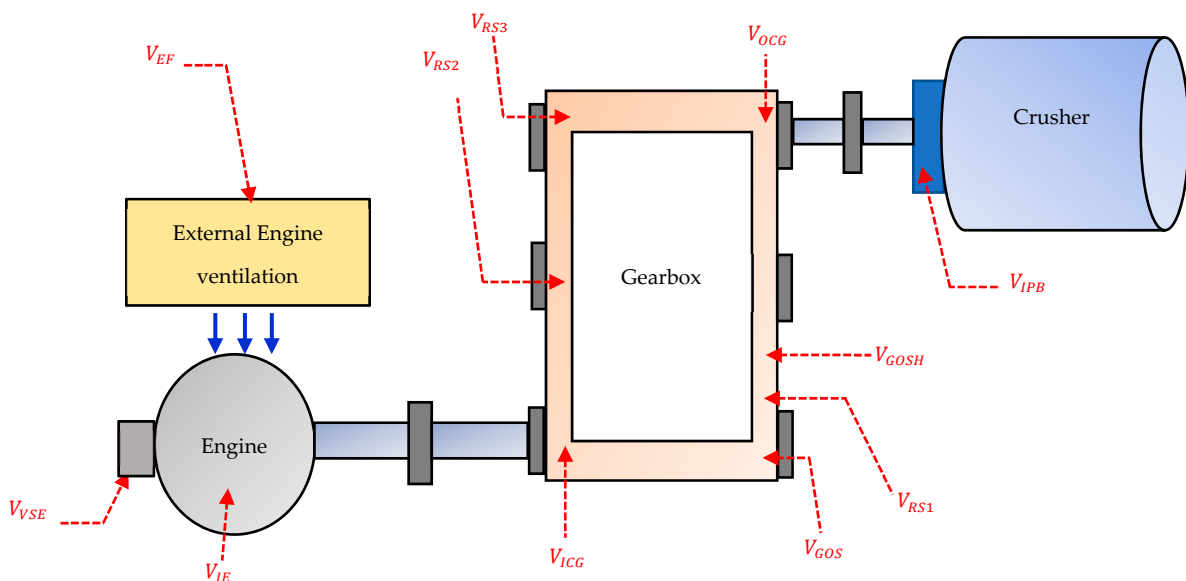 V_RS3
V_OCG
V_EF
V_RS2
Crusher
External Engine
ventilation
Gearbox
V_IPB
V_GOSH
Engine
V_VSE
V_RS1
V_IE
V_ICG
V_GOS